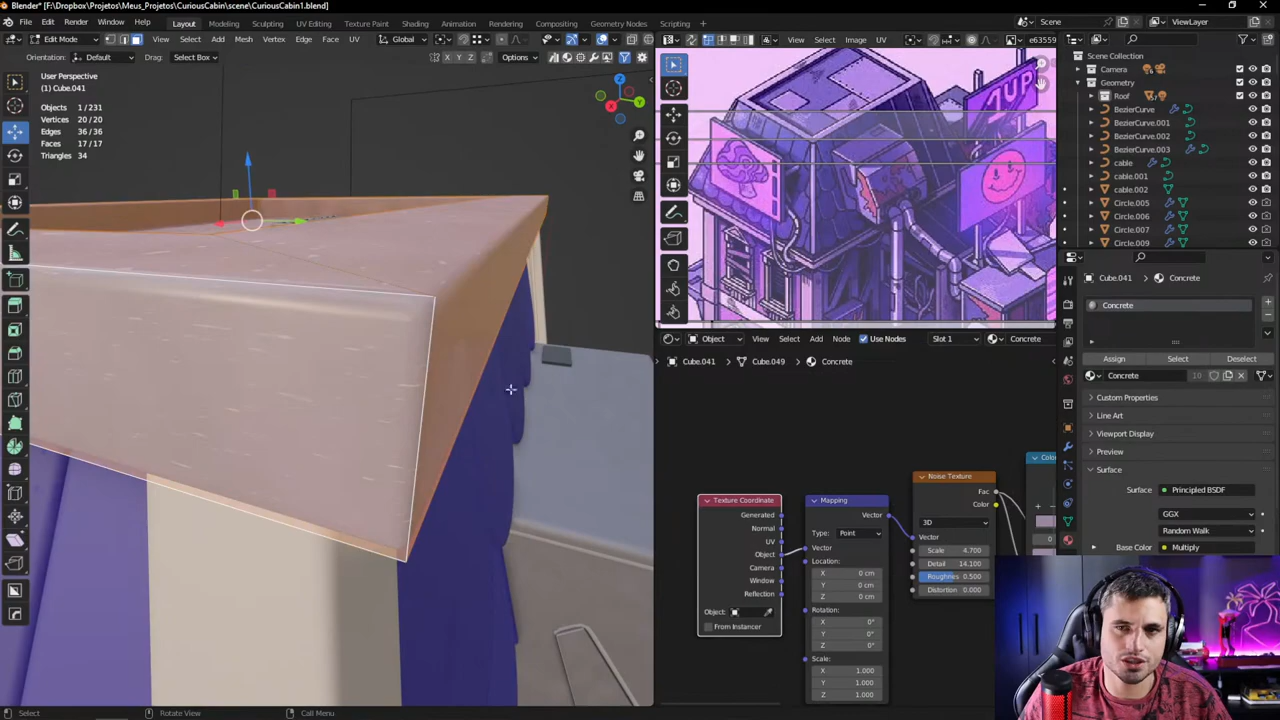 Blender* [F:\Dropbox\Projetos\Meus_Projetos\CuriousCabin\scene\CuriousCabin1.blend]
File Edit Render Window Help Layout Modeling Sculpting UV Editing Texture Paint Shading Animation Rendering Compositing Geometry Nodes Scripting Scene ViewLayer
Edit Mode View Select Add Mesh Vertex Edge Face UV Global View Select Image UV e63559
Orientation: Default Drag: Select Box X Y Z Options
User Perspective
(1) Cube.041
Objects 1/231
Vertices 20/20
Edges 36/36
Faces 17/17
Triangles 34
1UP
Scene Collection
Camera
Geometry
Roof
BezierCurve
BezierCurve.001
BezierCurve.002
BezierCurve.003
cable
cable.001
cable.002
Circle.005
Circle.006
Circle.007
Circle.009
Object View Select Add Node Use Nodes Slot 1 Concrete
Cube.041 Cube.049 Concrete
Cube.041 Concrete
Concrete
Assign Select Deselect
Concrete 10
Custom Properties
Line Art
Viewport Display
Preview
Surface
Surface Principled BSDF
GGX
Random Walk
Base Color Multiply
Texture Coordinate
Generated
Normal
UV
Object
Camera
Window
Reflection
Object:
From Instancer
Mapping
Vector
Type: Point
Vector
Location:
X 0 cm
Y 0 cm
Z 0 cm
Rotation:
X 0°
Y 0°
Z 0°
Scale:
X 1.000
Y 1.000
Z 1.000
Noise Texture
Fac
Color
3D
Vector
Scale 4.700
Detail 14.100
Roughness 0.500
Distortion 0.000
Select Rotate View Call Menu